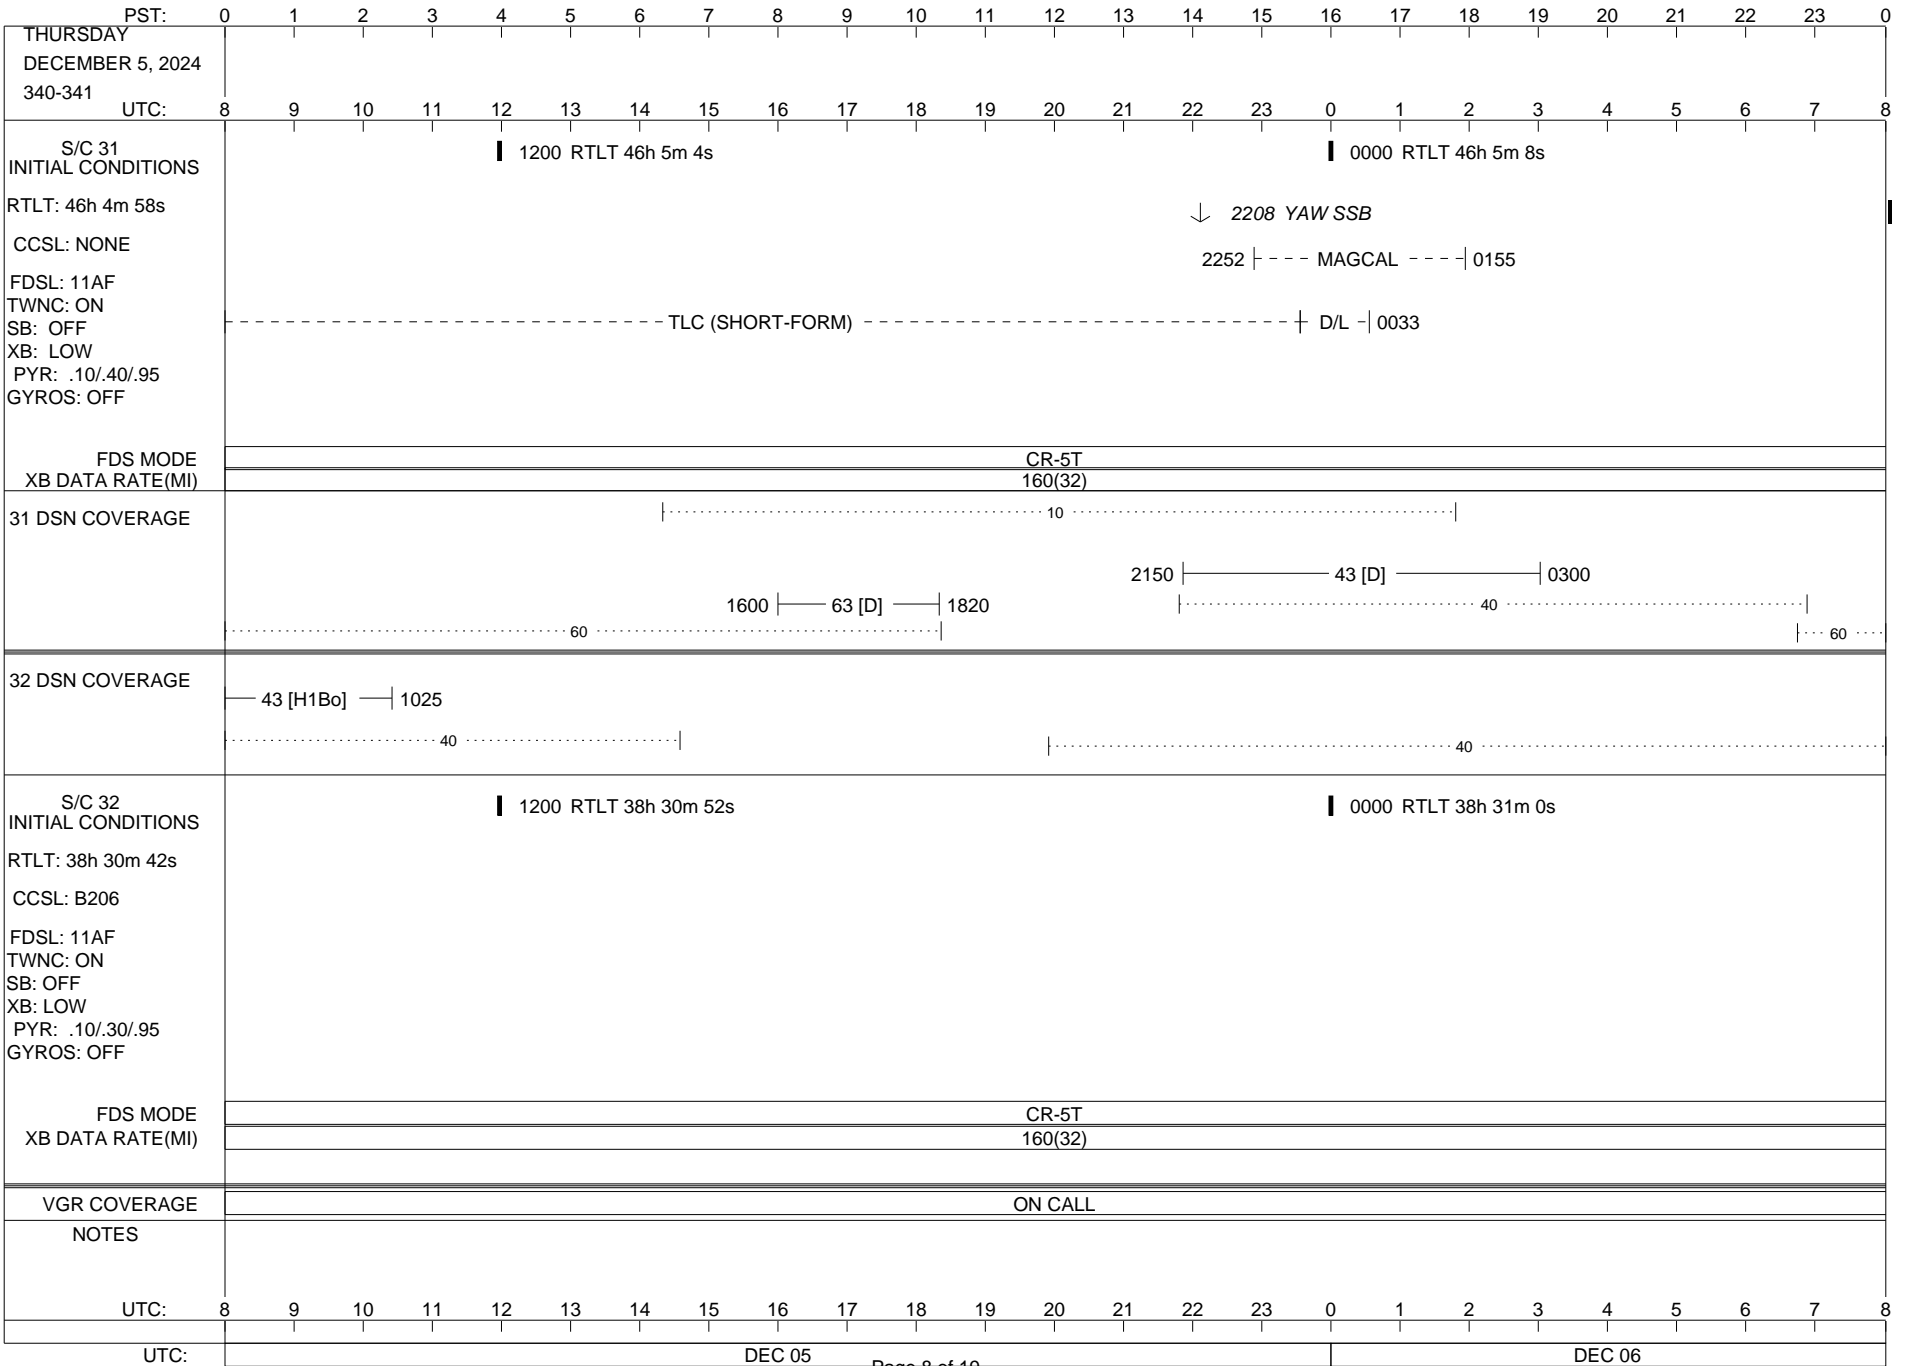 PST: 0 1 2 3 4 5 6 7 8 9 10 11 12 13 14 15 16 17 18 19 20 21 22 23 0
THURSDAY
DECEMBER 5, 2024
340-341
UTC: 8 9 10 11 12 13 14 15 16 17 18 19 20 21 22 23 0 1 2 3 4 5 6 7 8
S/C 31
INITIAL CONDITIONS
1200 RTLT 46h 5m 4s
0000 RTLT 46h 5m 8s
RTLT: 46h 4m 58s
2208 YAW SSB
CCSL: NONE
2252 MAGCAL 0155
FDSL: 11AF
TWNC: ON
SB: OFF
TLC (SHORT-FORM) D/L 0033
XB: LOW
PYR: .10/.40/.95
GYROS: OFF
FDS MODE CR-5T
XB DATA RATE(MI) 160(32)
31 DSN COVERAGE
10
2150 43 [D] 0300
1600 63 [D] 1820
40
60
60
32 DSN COVERAGE
43 [H1Bo] 1025
40
40
S/C 32
INITIAL CONDITIONS
1200 RTLT 38h 30m 52s
0000 RTLT 38h 31m 0s
RTLT: 38h 30m 42s
CCSL: B206
FDSL: 11AF
TWNC: ON
SB: OFF
XB: LOW
PYR: .10/.30/.95
GYROS: OFF
FDS MODE CR-5T
XB DATA RATE(MI) 160(32)
VGR COVERAGE ON CALL
NOTES
UTC: 8 9 10 11 12 13 14 15 16 17 18 19 20 21 22 23 0 1 2 3 4 5 6 7 8
UTC: DEC 05 DEC 06
Page 8 of 10